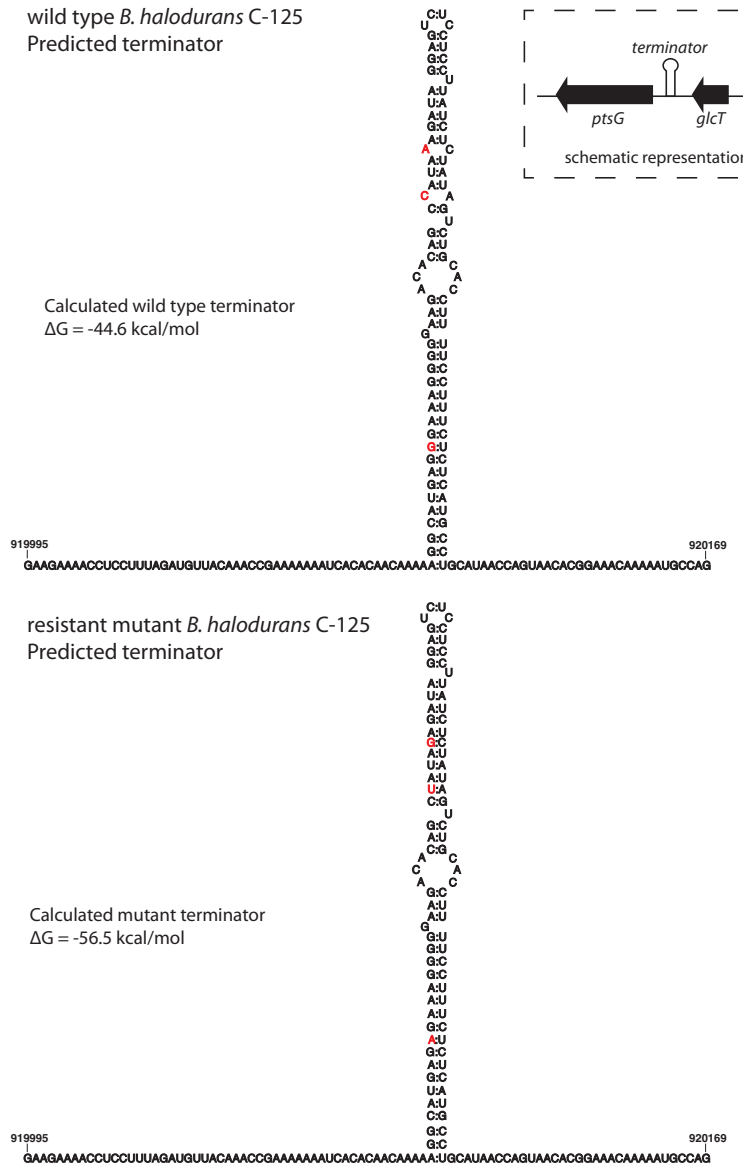 wild type B. halodurans C-125
Predicted terminator
C:U
U C
G:C
A:U
G:C
G:C
U
A:U
U:A
A:U
G:C
A:U
A C
A:U
U:A
A:U
C A
C:G
U
G:C
A:U
C:G
A C
C A
A C
G:C
A:U
A:U
G
G:U
G:U
G:C
G:C
A:U
A:U
A:U
G:C
G:U
G:C
A:U
G:C
U:A
A:U
C:G
G:C
G:C
terminator
ptsG glcT
schematic representation
Calculated wild type terminator
ΔG = -44.6 kcal/mol
919995 920169
GAAGAAAACCUCCUUUAGAUGUUACAAACCGAAAAAAAUCACACAACAAAAA:UGCAUAACCAGUAACACGGAAACAAAAAUGCCAG
resistant mutant B. halodurans C-125
Predicted terminator
C:U
U C
G:C
A:U
G:C
G:C
U
A:U
U:A
A:U
G:C
A:U
G:C
A:U
U:A
A:U
U:A
C:G
U
G:C
A:U
C:G
A C
C A
A C
G:C
A:U
A:U
G
G:U
G:U
G:C
G:C
A:U
A:U
A:U
G:C
A:U
G:C
A:U
G:C
U:A
A:U
C:G
G:C
G:C
Calculated mutant terminator
ΔG = -56.5 kcal/mol
919995 920169
GAAGAAAACCUCCUUUAGAUGUUACAAACCGAAAAAAAUCACACAACAAAAA:UGCAUAACCAGUAACACGGAAACAAAAAUGCCAG